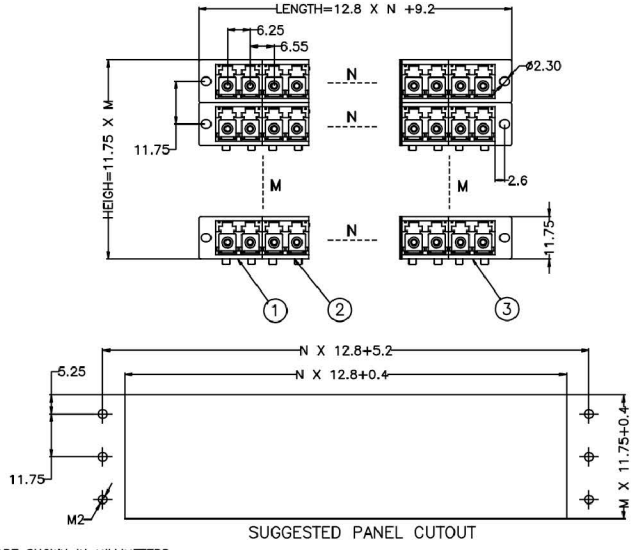 LENGTH=12.8 X N +9.2
6.25
6.55
ø2.30
N
N
11.75
HEIGH=11.75 X M
M
M
2.6
N
11.75
1
2
3
N X 12.8+5.2
N X 12.8+0.4
5.25
11.75
M2
M X 11.75+0.4
SUGGESTED PANEL CUTOUT